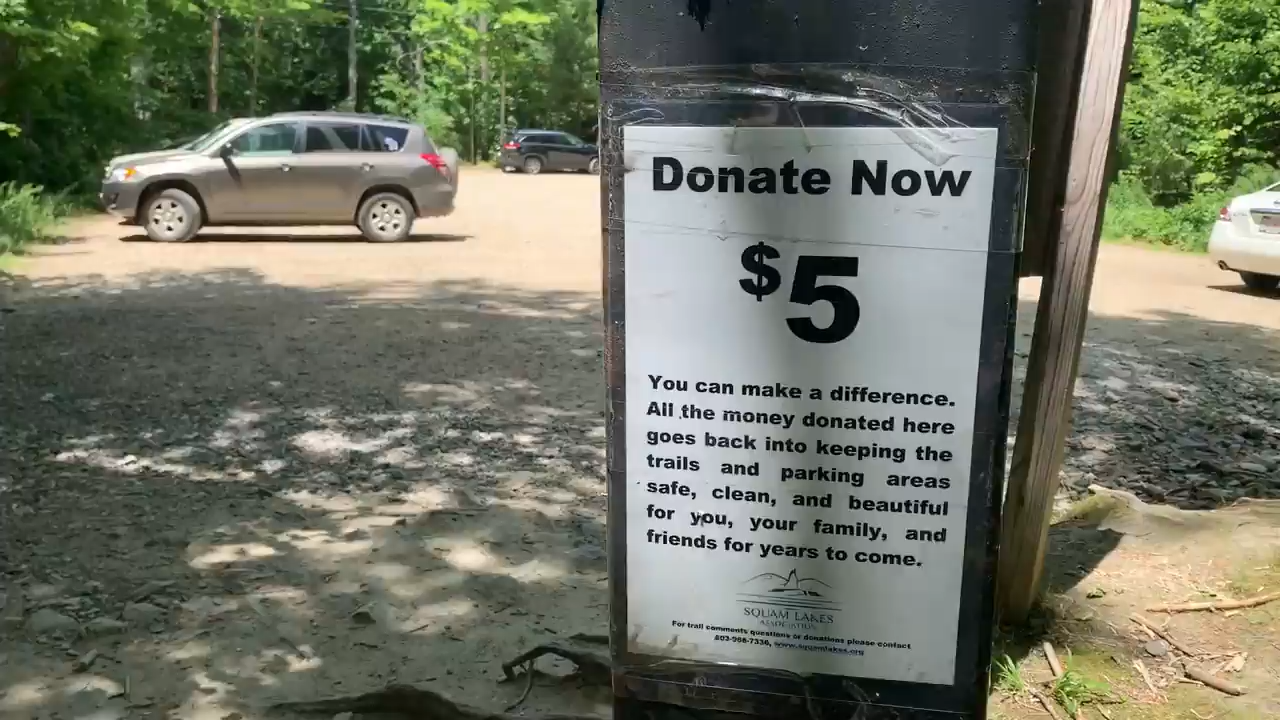 Donate Now
$5
You can make a difference.
All the money donated here
goes back into keeping the
trails and parking areas
safe, clean, and beautiful
for you, your family, and
friends for years to come.
SQUAM LAKES
ASSOCIATION
For trail comments questions or donations please contact
603-968-7336, www.squamlakes.org